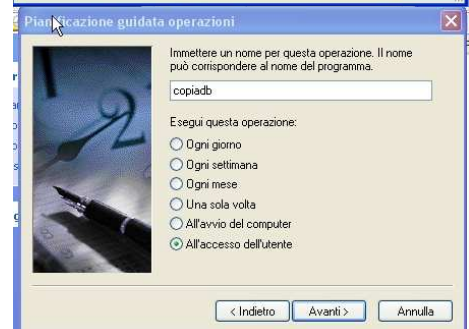 Pianificazione guidata operazioni
Immettere un nome per questa operazione. Il nome
può corrispondere al nome del programma.
copiadb
Esegui questa operazione:
Ogni giorno
Ogni settimana
Ogni mese
Una sola volta
All'avvio del computer
All'accesso dell'utente
< Indietro
Avanti >
Annulla